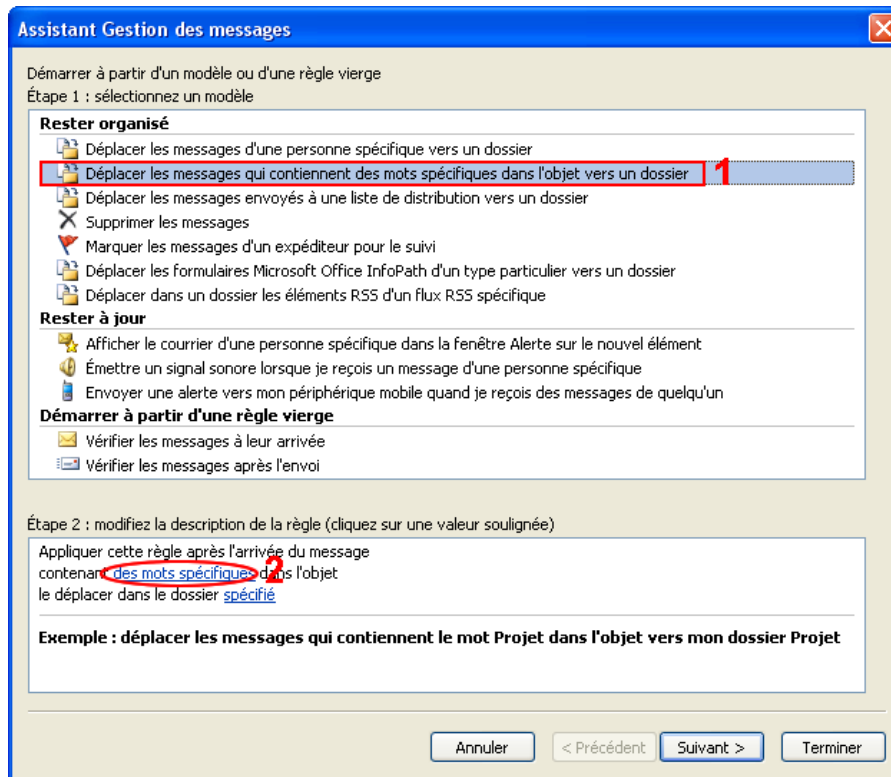 Assistant Gestion des messages
Démarrer à partir d'un modèle ou d'une règle vierge
Étape 1 : sélectionnez un modèle
Rester organisé
Déplacer les messages d'une personne spécifique vers un dossier
Déplacer les messages qui contiennent des mots spécifiques dans l'objet vers un dossier 1
Déplacer les messages envoyés à une liste de distribution vers un dossier
Supprimer les messages
Marquer les messages d'un expéditeur pour le suivi
Déplacer les formulaires Microsoft Office InfoPath d'un type particulier vers un dossier
Déplacer dans un dossier les éléments RSS d'un flux RSS spécifique
Rester à jour
Afficher le courrier d'une personne spécifique dans la fenêtre Alerte sur le nouvel élément
Émettre un signal sonore lorsque je reçois un message d'une personne spécifique
Envoyer une alerte vers mon périphérique mobile quand je reçois des messages de quelqu'un
Démarrer à partir d'une règle vierge
Vérifier les messages à leur arrivée
Vérifier les messages après l'envoi
Étape 2 : modifiez la description de la règle (cliquez sur une valeur soulignée)
Appliquer cette règle après l'arrivée du message
contenant des mots spécifiques 2 dans l'objet
le déplacer dans le dossier spécifié
Exemple : déplacer les messages qui contiennent le mot Projet dans l'objet vers mon dossier Projet
Annuler < Précédent Suivant > Terminer